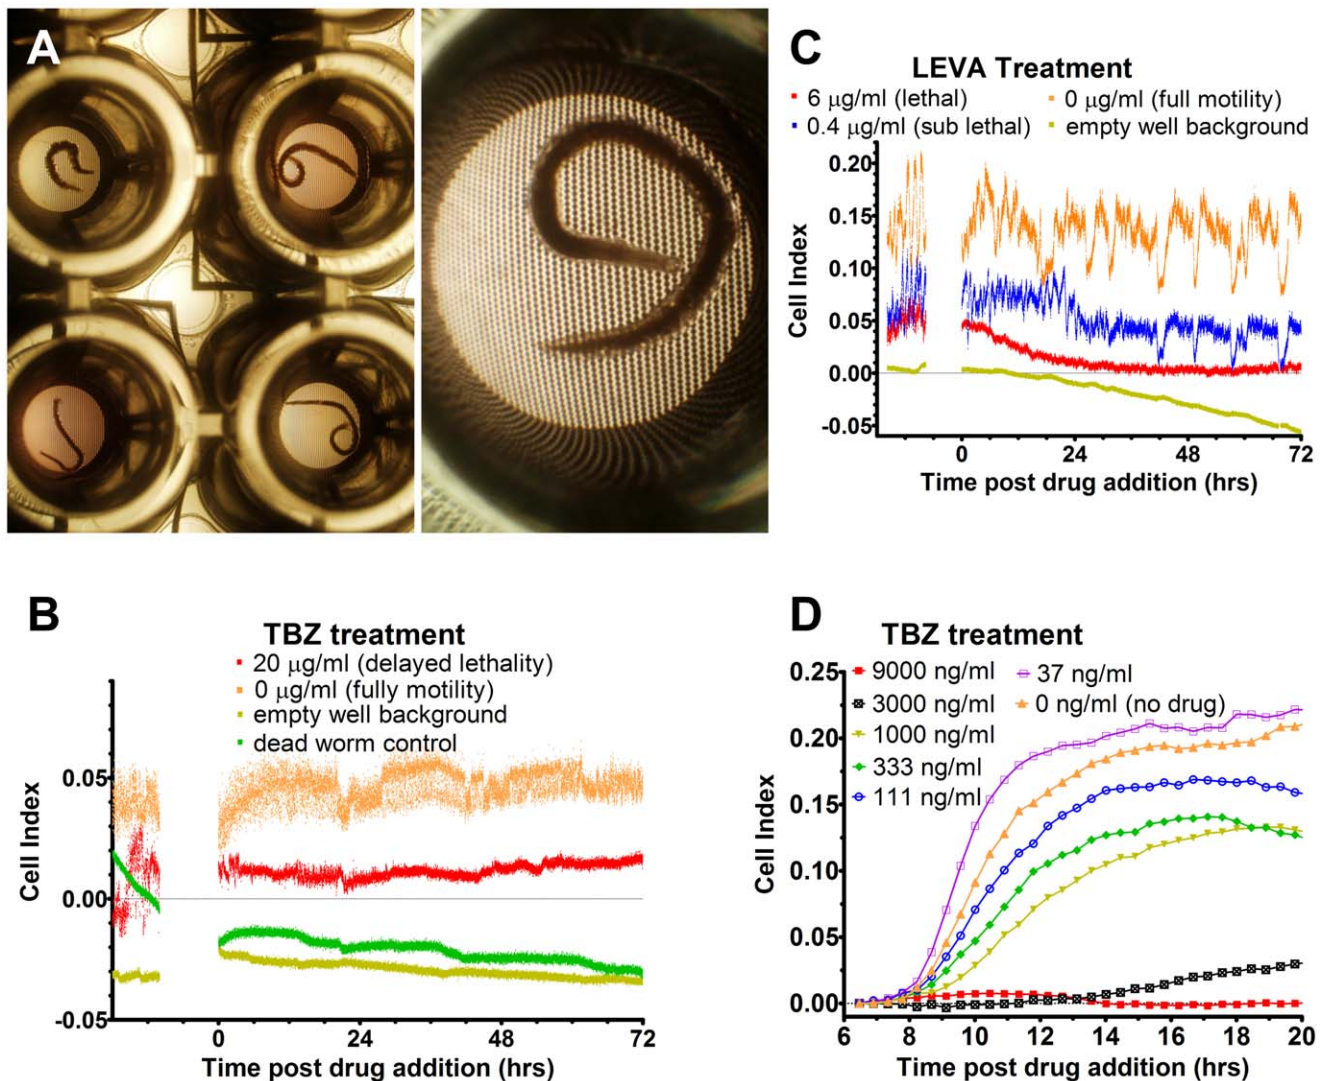 A
B
TBZ treatment
20 μg/ml (delayed lethality)
0 μg/ml (fully motility)
empty well background
dead worm control
0.05
0.00
-0.05
Cell Index
0 24 48 72
Time post drug addition (hrs)
C
LEVA Treatment
6 μg/ml (lethal)
0 μg/ml (full motility)
0.4 μg/ml (sub lethal)
empty well background
0.20
0.15
0.10
0.05
0.00
-0.05
Cell Index
0 24 48 72
Time post drug addition (hrs)
D
TBZ treatment
9000 ng/ml
37 ng/ml
3000 ng/ml
0 ng/ml (no drug)
1000 ng/ml
333 ng/ml
111 ng/ml
0.25
0.20
0.15
0.10
0.05
0.00
Cell Index
6 8 10 12 14 16 18 20
Time post drug addition (hrs)